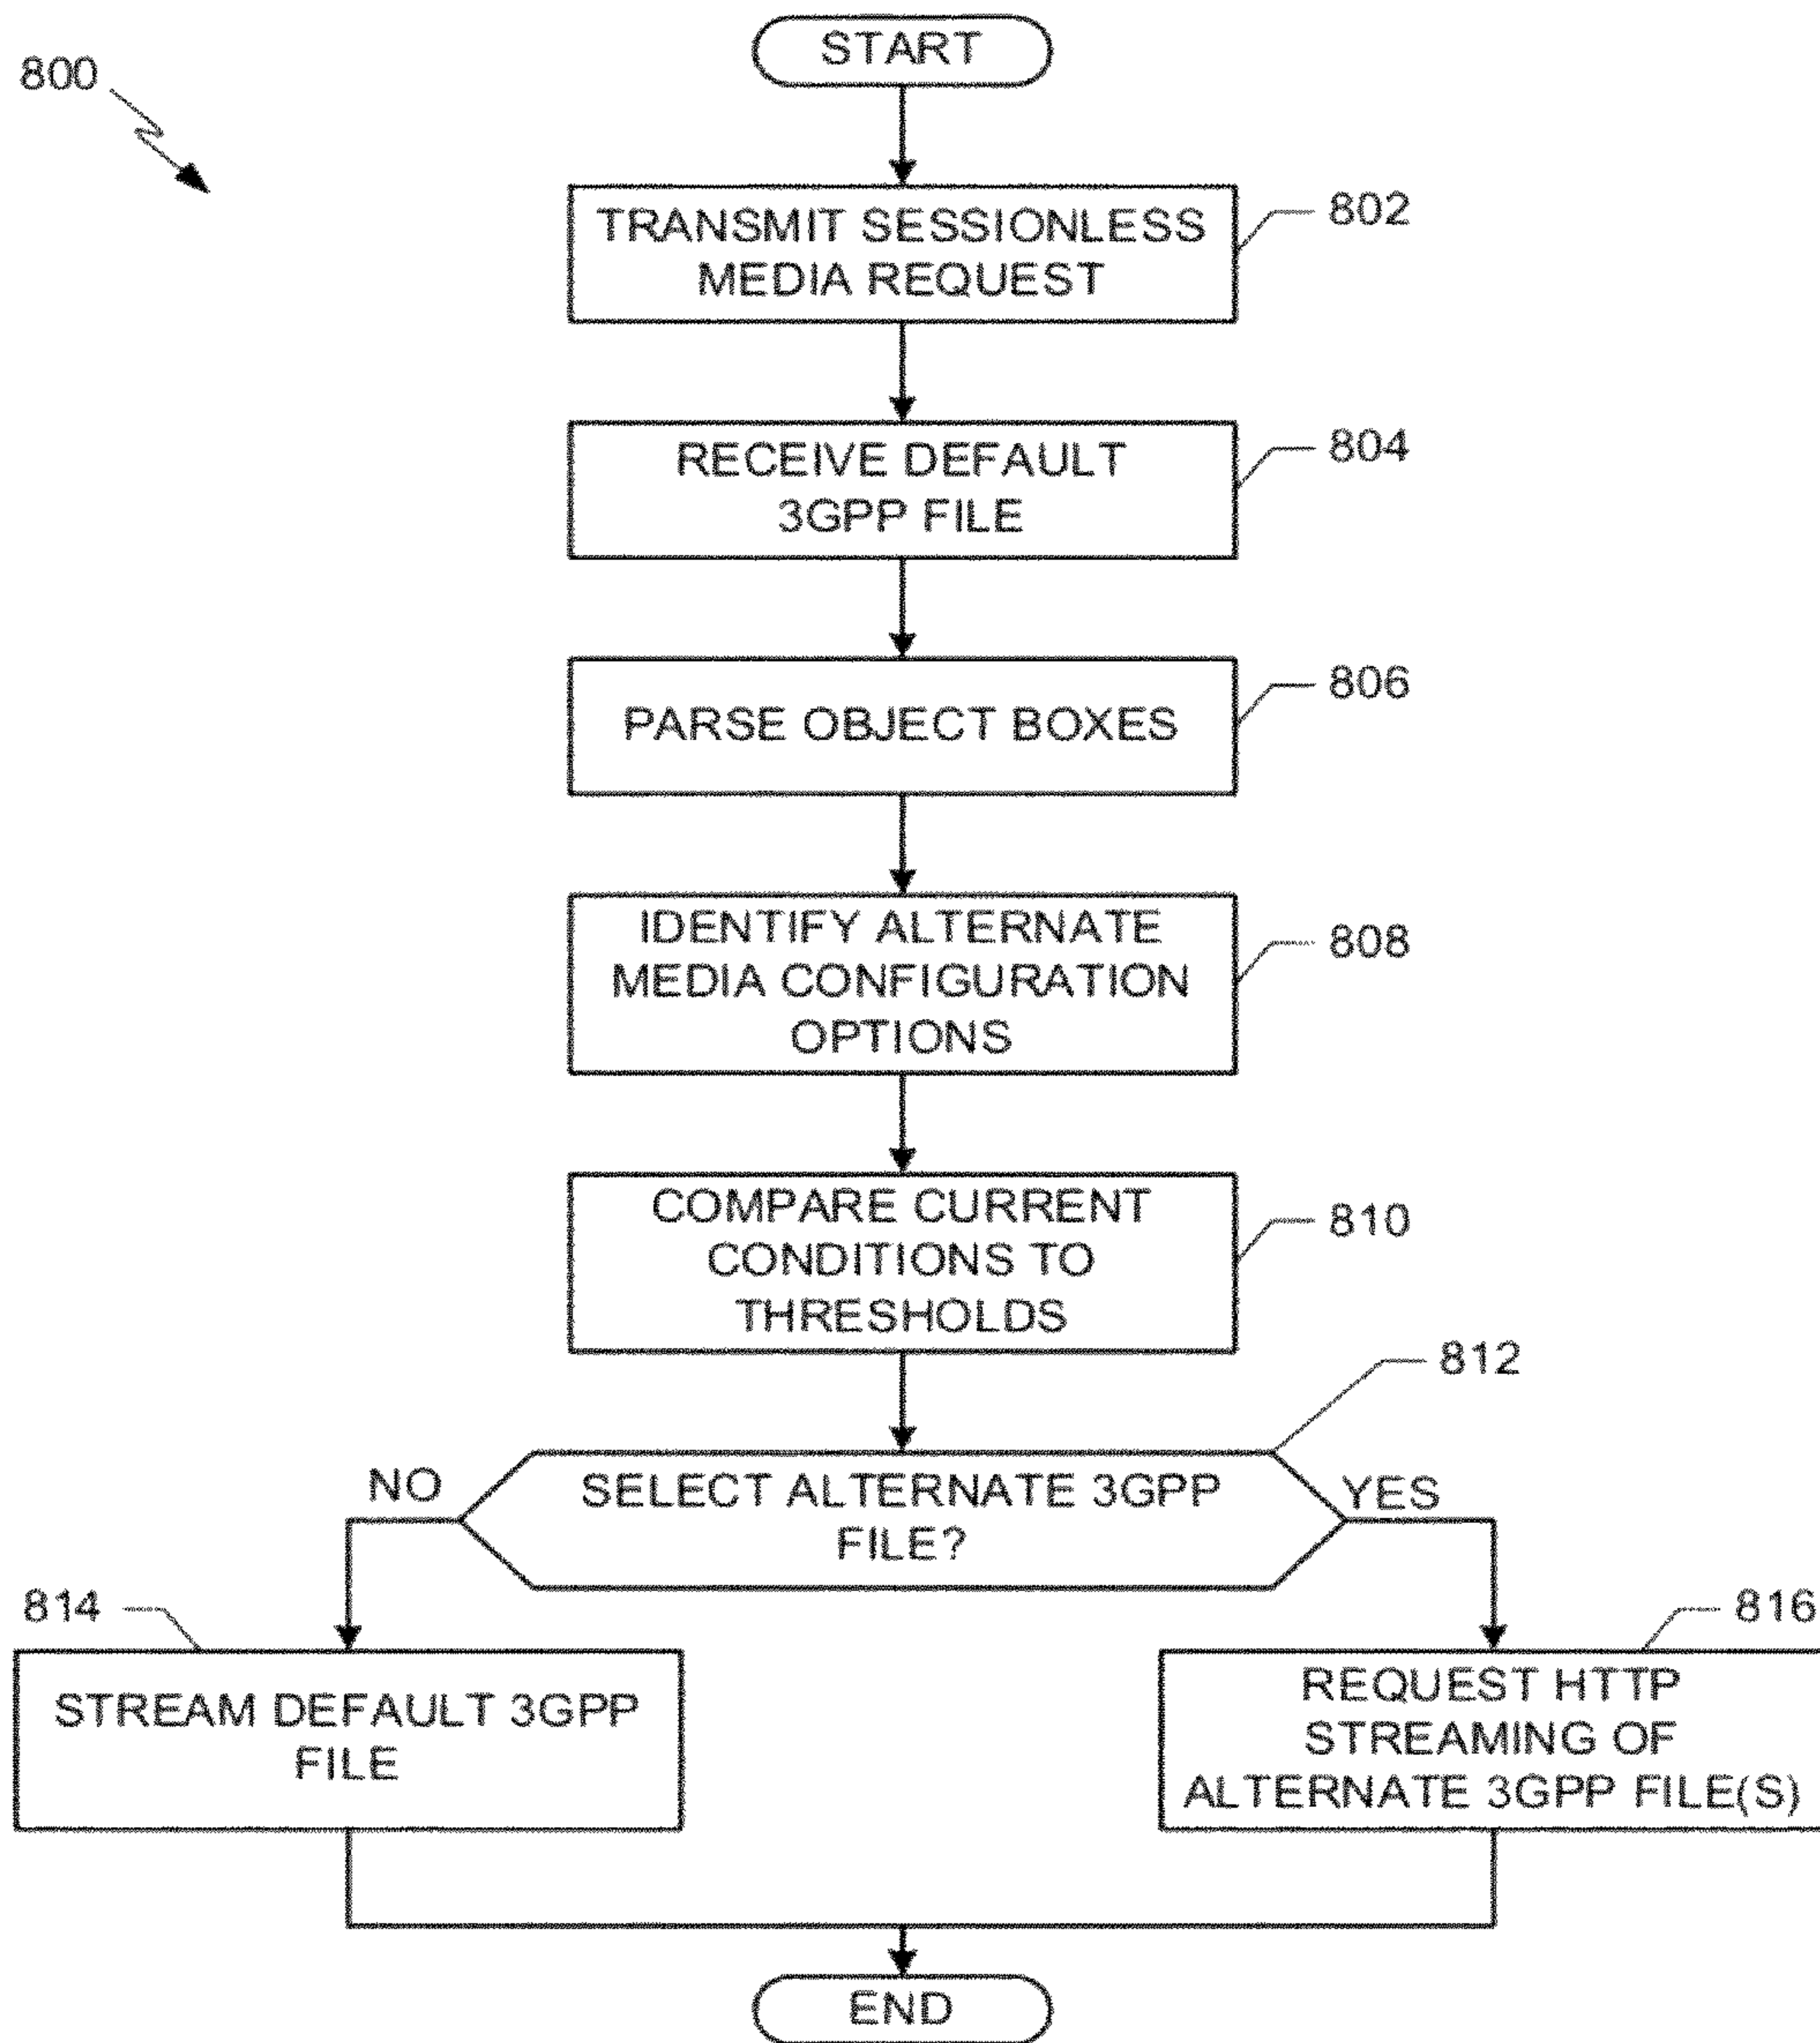 START
800
TRANSMIT SESSIONLESS
MEDIA REQUEST
802
RECEIVE DEFAULT
3GPP FILE
804
PARSE OBJECT BOXES
806
IDENTIFY ALTERNATE
MEDIA CONFIGURATION
OPTIONS
808
COMPARE CURRENT
CONDITIONS TO
THRESHOLDS
810
812
NO
SELECT ALTERNATE 3GPP
FILE?
YES
814
STREAM DEFAULT 3GPP
FILE
816
REQUEST HTTP
STREAMING OF
ALTERNATE 3GPP FILE(S)
END